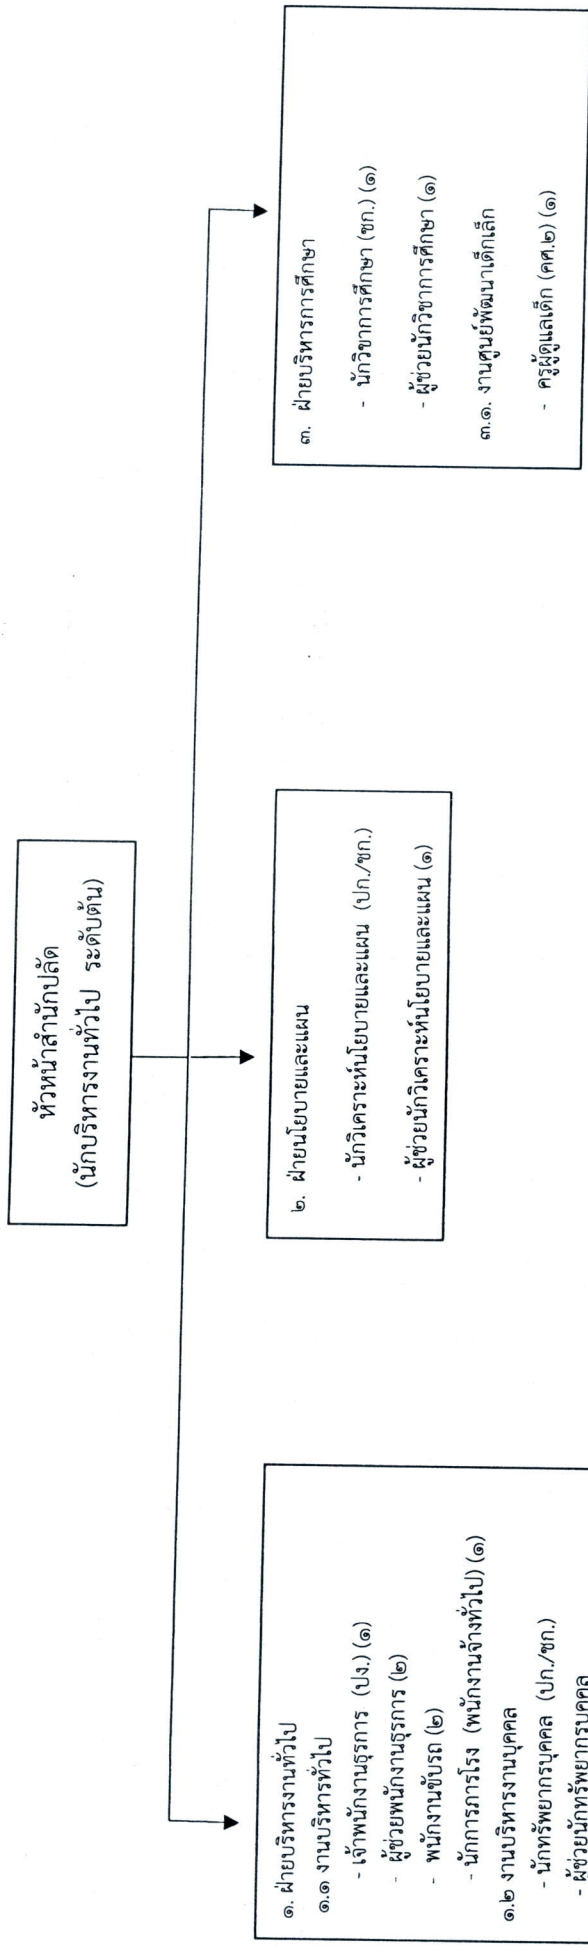 หัวหน้าสำนักปลัด
(นักบริหารงานทั่วไป ระดับต้น)
๑. ฝ่ายบริหารงานทั่วไป
๑.๑ งานบริหารทั่วไป
- เจ้าพนักงานธุรการ (ปง.) (๑)
- ผู้ช่วยพนักงานธุรการ (๒)
- พนักงานขับรถ (๒)
- นักการภารโรง (พนักงานจ้างทั่วไป) (๑)
๑.๒ งานบริหารงานบุคคล
- นักทรัพยากรบุคคล (ปก./ชก.)
- ผู้ช่วยนักทรัพยากรบุคคล
๒. ฝ่ายนโยบายและแผน
- นักวิเคราะห์นโยบายและแผน (ปก./ชก.)
- ผู้ช่วยนักวิเคราะห์นโยบายและแผน (๑)
๓. ฝ่ายบริหารการศึกษา
- นักวิชาการศึกษา (ชก.) (๑)
- ผู้ช่วยนักวิชาการศึกษา (๑)
๓.๑. งานศูนย์พัฒนาเด็กเล็ก
- ครูผู้ดูแลเด็ก (คศ.๒) (๑)